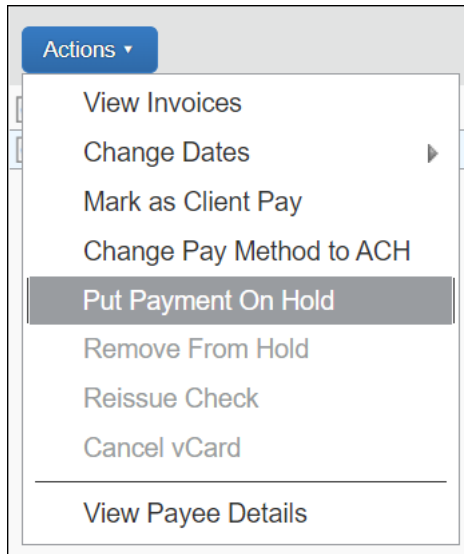 Actions
View Invoices
Change Dates
Mark as Client Pay
Change Pay Method to ACH
Put Payment On Hold
Remove From Hold
Reissue Check
Cancel vCard
View Payee Details